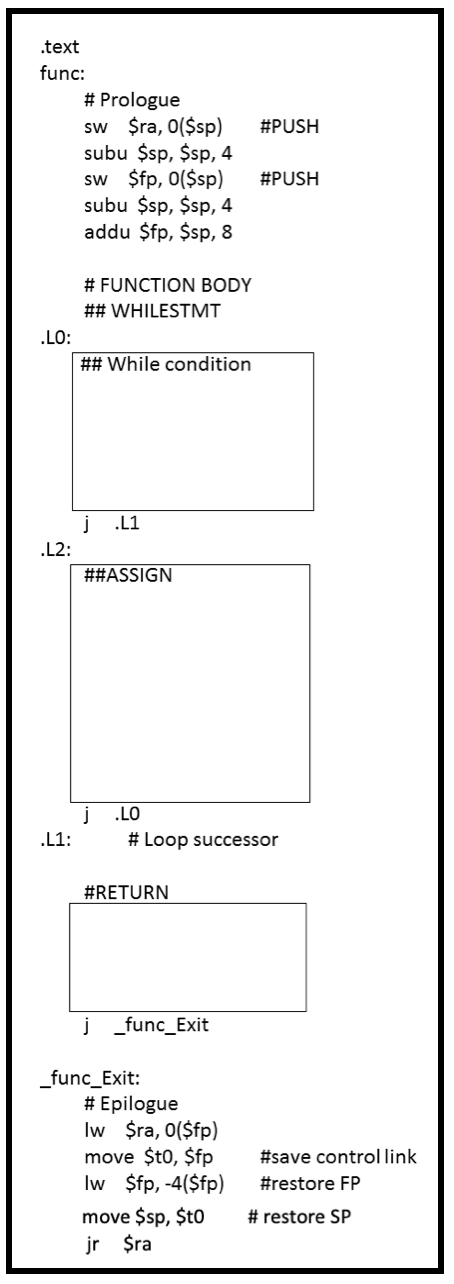 .text
func:
# Prologue
sw $ra, 0($sp) #PUSH
subu $sp, $sp, 4
sw $fp, 0($sp) #PUSH
subu $sp, $sp, 4
addu $fp, $sp, 8
# FUNCTION BODY
## WHILESTMT
.L0:
## While condition
j .L1
.L2:
##ASSIGN
j .L0
.L1: # Loop successor
#RETURN
j _func_Exit
_func_Exit:
# Epilogue
lw $ra, 0($fp)
move $t0, $fp #save control link
lw $fp, -4($fp) #restore FP
move $sp, $t0 # restore SP
jr $ra